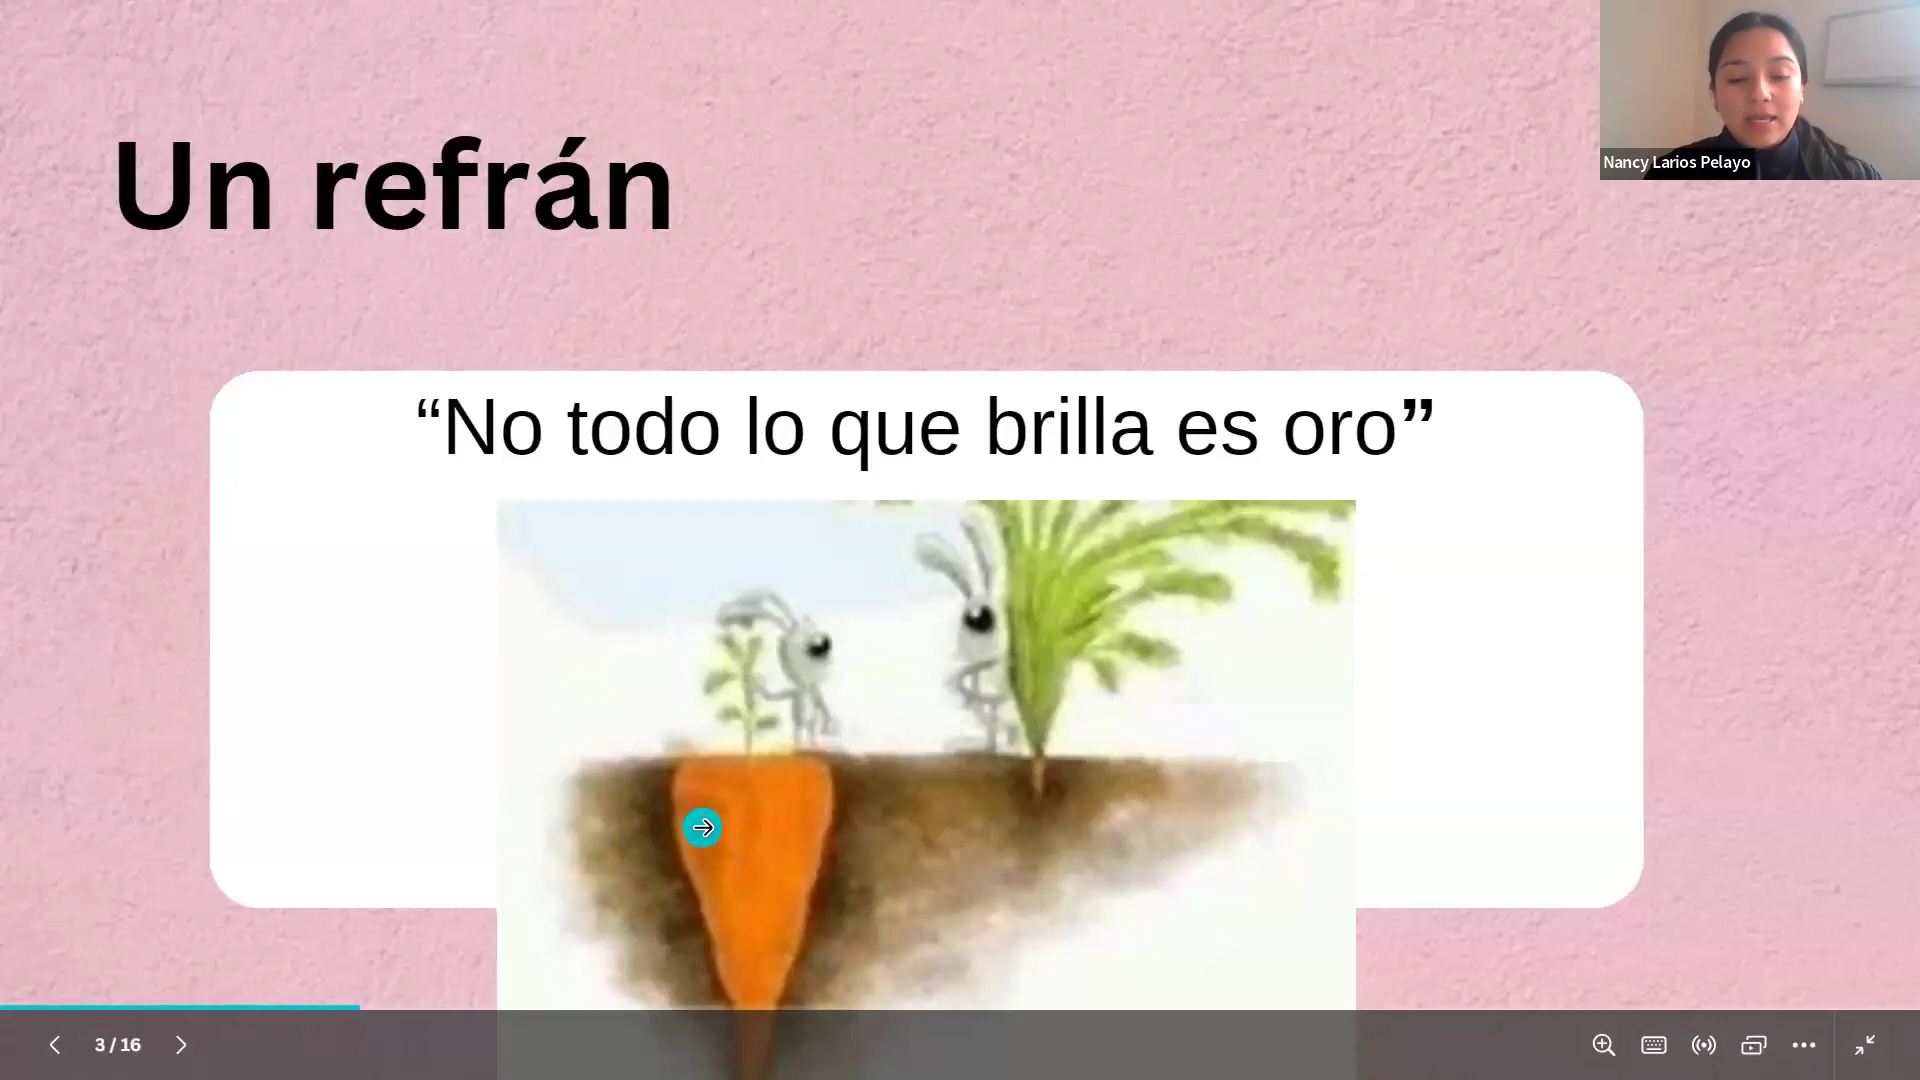 Un refrán
Nancy Larios Pelayo
“No todo lo que brilla es oro”
3 / 16